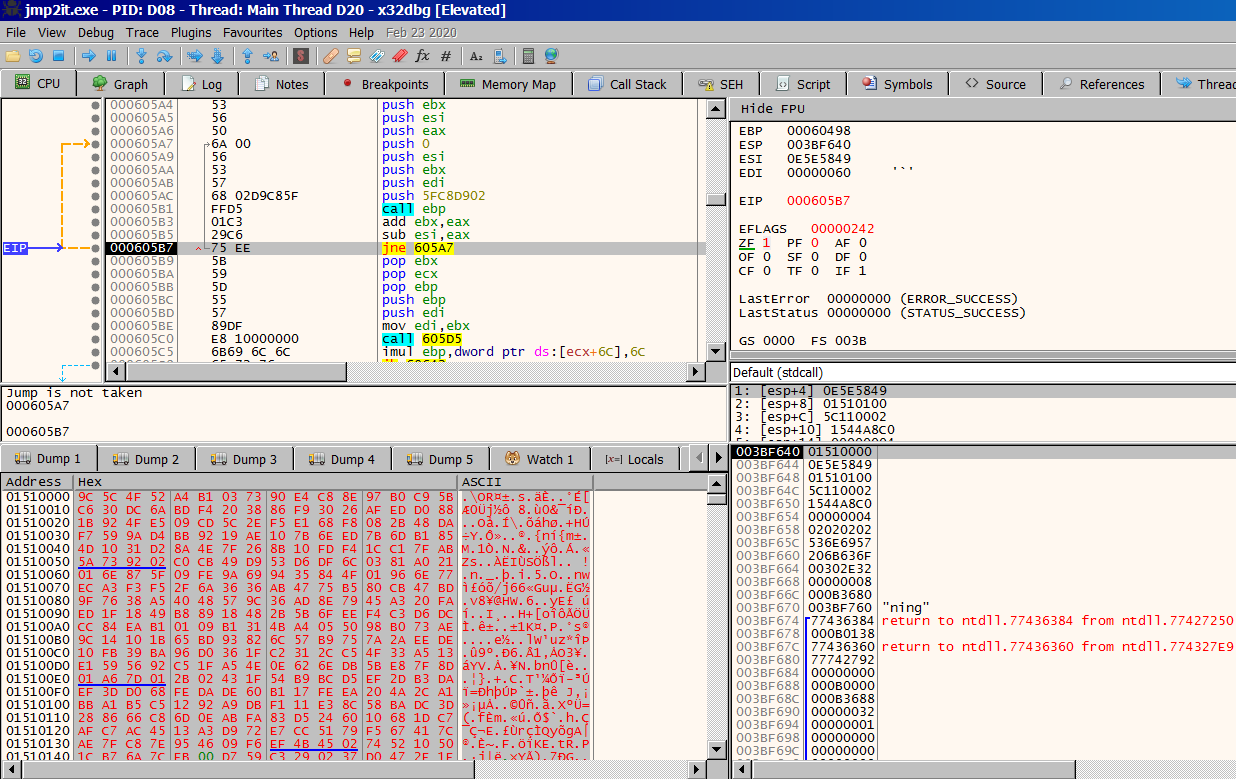 jmp2it.exe - PID: D08 - Thread: Main Thread D20 - x32dbg [Elevated]
File View Debug Trace Plugins Favourites Options Help Feb 23 2020
CPU Graph Log Notes Breakpoints Memory Map Call Stack SEH Script Symbols Source References Threa
000605A4 53 push ebx
000605A5 56 push esi
000605A6 50 push eax
000605A7 6A 00 push 0
000605A9 56 push esi
000605AA 53 push ebx
000605AB 57 push edi
000605AC 68 02D9C85F push 5FC8D902
000605B1 FFD5 call ebp
000605B3 01C3 add ebx,eax
000605B5 29C6 sub esi,eax
EIP 000605B7 75 EE jne 605A7
000605B9 5B pop ebx
000605BA 59 pop ecx
000605BB 5D pop ebp
000605BC 55 push ebp
000605BD 57 push edi
000605BE 89DF mov edi,ebx
000605C0 E8 10000000 call 605D5
000605C5 6B69 6C 6C imul ebp,dword ptr ds:[ecx+6C],6C
Hide FPU
EBP 00060498
ESP 003BF640
ESI 0E5E5849
EDI 00000060 '`'
EIP 000605B7
EFLAGS 00000242
ZF 1 PF 0 AF 0
OF 0 SF 0 DF 0
CF 0 TF 0 IF 1
LastError 00000000 (ERROR_SUCCESS)
LastStatus 00000000 (STATUS_SUCCESS)
GS 0000 FS 003B
Default (stdcall)
1: [esp+4] 0E5E5849
2: [esp+8] 01510100
3: [esp+C] 5C110002
4: [esp+10] 1544A8C0
Jump is not taken
000605A7
000605B7
Dump 1 Dump 2 Dump 3 Dump 4 Dump 5 Watch 1 Locals
Address Hex ASCII
01510000 9C 5C 4F 52 A4 B1 03 73 90 E4 C8 8E 97 B0 C9 5B
01510010 C6 30 DC 6A BD F4 20 38 86 F9 30 26 AF ED D0 88
01510020 1B 92 4F E5 09 CD 5C 2E F5 E1 68 F8 08 2B 48 DA
01510030 F7 59 9A D4 BB 92 19 AE 10 7B 6E ED 7B 6D B1 85
01510040 4D 10 31 D2 8A 4E 7F 26 8B 10 FD F4 1C C1 7F AB
01510050 5A 73 92 02 C0 CB 49 D9 53 D6 DF 6C 03 81 A0 21
01510060 01 6E 87 5F 09 FE 9A 69 94 35 84 4F 01 96 6E 77
01510070 EC A3 F3 F5 2F 6A 36 36 AB 47 75 B5 80 CB 47 BD
01510080 9F 76 38 A5 40 48 57 9C 36 AD 8E 79 45 A3 20 FA
01510090 ED 1F 18 49 B8 89 18 48 2B 5B 6F EE F4 C3 D6 DC
015100A0 CC 84 EA B1 01 09 B1 31 4B A4 05 50 98 B0 73 AE
015100B0 9C 14 10 1B 65 BD 93 82 6C 57 B9 75 7A 2A EE DE
015100C0 10 FB 39 BA 96 D0 36 1F C2 31 2C C5 4F 33 A5 13
015100D0 E1 59 56 92 C5 1F A5 4E 0E 62 6E DB 5B E8 7F 8D
015100E0 01 A6 7D 01 2B 02 43 1F 54 B9 BC D5 EF 2D B3 DA
015100F0 EF 3D D0 68 FE DA DE 60 B1 17 FE EA 20 4A 2C A1
01510100 BB A1 B5 C5 12 92 A9 DB F1 11 E3 8C 58 BA DC 3D
01510110 28 86 66 C8 6D 0E AB FA 83 D5 24 60 10 68 1D C7
01510120 AF C7 AC 45 13 A3 D9 72 E7 CC 51 79 F5 67 41 7C
01510130 AE 7F C8 7E 95 46 09 F6 EF 4B 45 02 74 52 10 50
003BF640 01510000
003BF644 0E5E5849
003BF648 01510100
003BF64C 5C110002
003BF650 1544A8C0
003BF654 00000004
003BF658 02020202
003BF65C 536E6957
003BF660 206B636F
003BF664 00302E32
003BF668 00000008
003BF66C 000B3680
003BF670 003BF760 "ning"
003BF674 77436384 return to ntdll.77436384 from ntdll.77427250
003BF678 000B0138
003BF67C 77436360 return to ntdll.77436360 from ntdll.774327E9
003BF680 77742792
003BF684 00000000
003BF688 000B0000
003BF68C 000B3688
003BF690 00000032
003BF694 00000001
003BF698 00000000
003BF69C 00000000